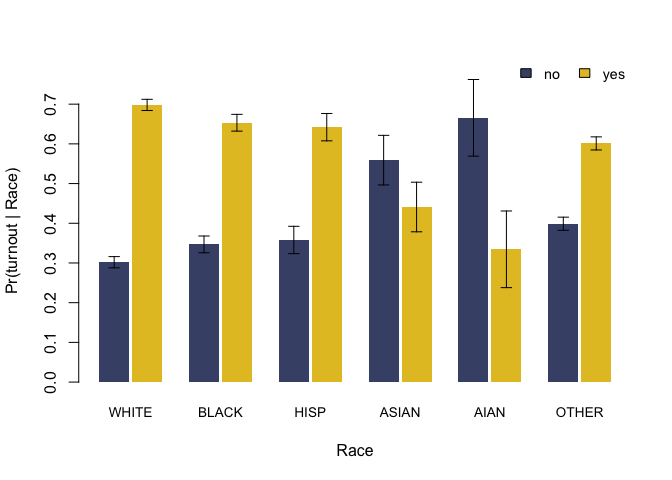 no yes
Pr(turnout | Race)
0.7
0.6
0.5
0.4
0.3
0.2
0.1
0.0
WHITE BLACK HISP ASIAN AIAN OTHER
Race